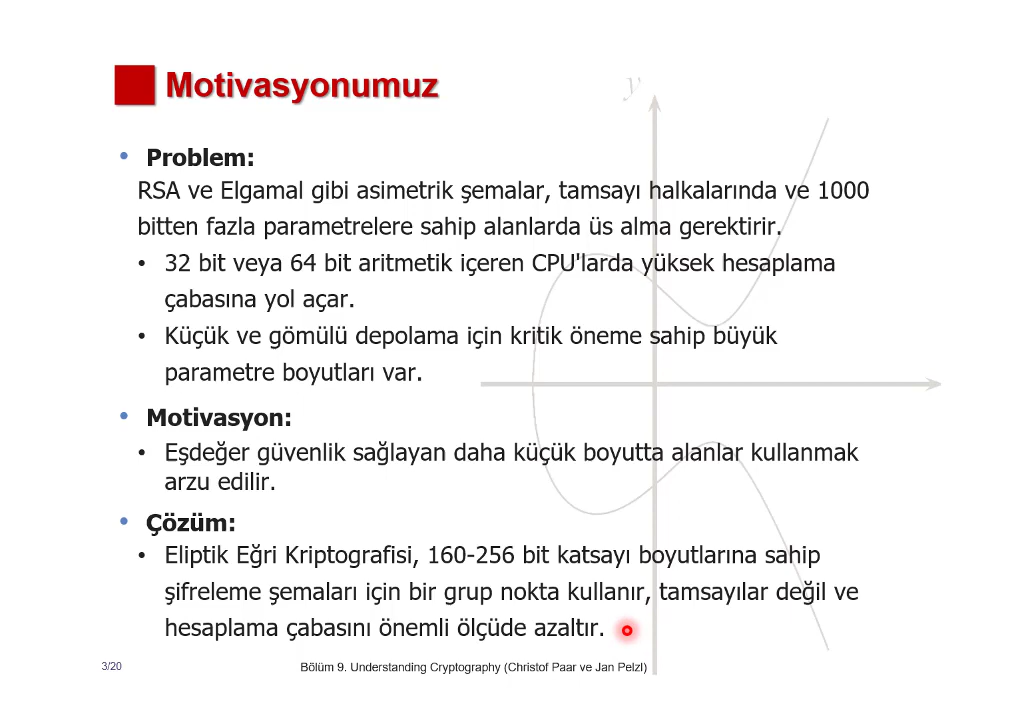 Motivasyonumuz
y
• Problem:
RSA ve Elgamal gibi asimetrik şemalar, tamsayı halkalarında ve 1000
bitten fazla parametrelere sahip alanlarda üs alma gerektirir.
• 32 bit veya 64 bit aritmetik içeren CPU'larda yüksek hesaplama
çabasına yol açar.
• Küçük ve gömülü depolama için kritik öneme sahip büyük
parametre boyutları var.
• Motivasyon:
• Eşdeğer güvenlik sağlayan daha küçük boyutta alanlar kullanmak
arzu edilir.
• Çözüm:
• Eliptik Eğri Kriptografisi, 160-256 bit katsayı boyutlarına sahip
şifreleme şemaları için bir grup nokta kullanır, tamsayılar değil ve
hesaplama çabasını önemli ölçüde azaltır.
3/20
Bölüm 9. Understanding Cryptography (Christof Paar ve Jan Pelzl)